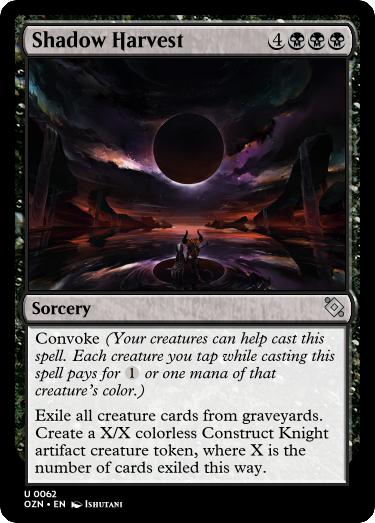 Shadow Harvest 4
Sorcery
Convoke (Your creatures can help cast this
spell. Each creature you tap while casting this
spell pays for 1 or one mana of that
creature's color.)
Exile all creature cards from graveyards.
Create a X/X colorless Construct Knight
artifact creature token, where X is the
number of cards exiled this way.
U 0062
OZN • EN Ishutani